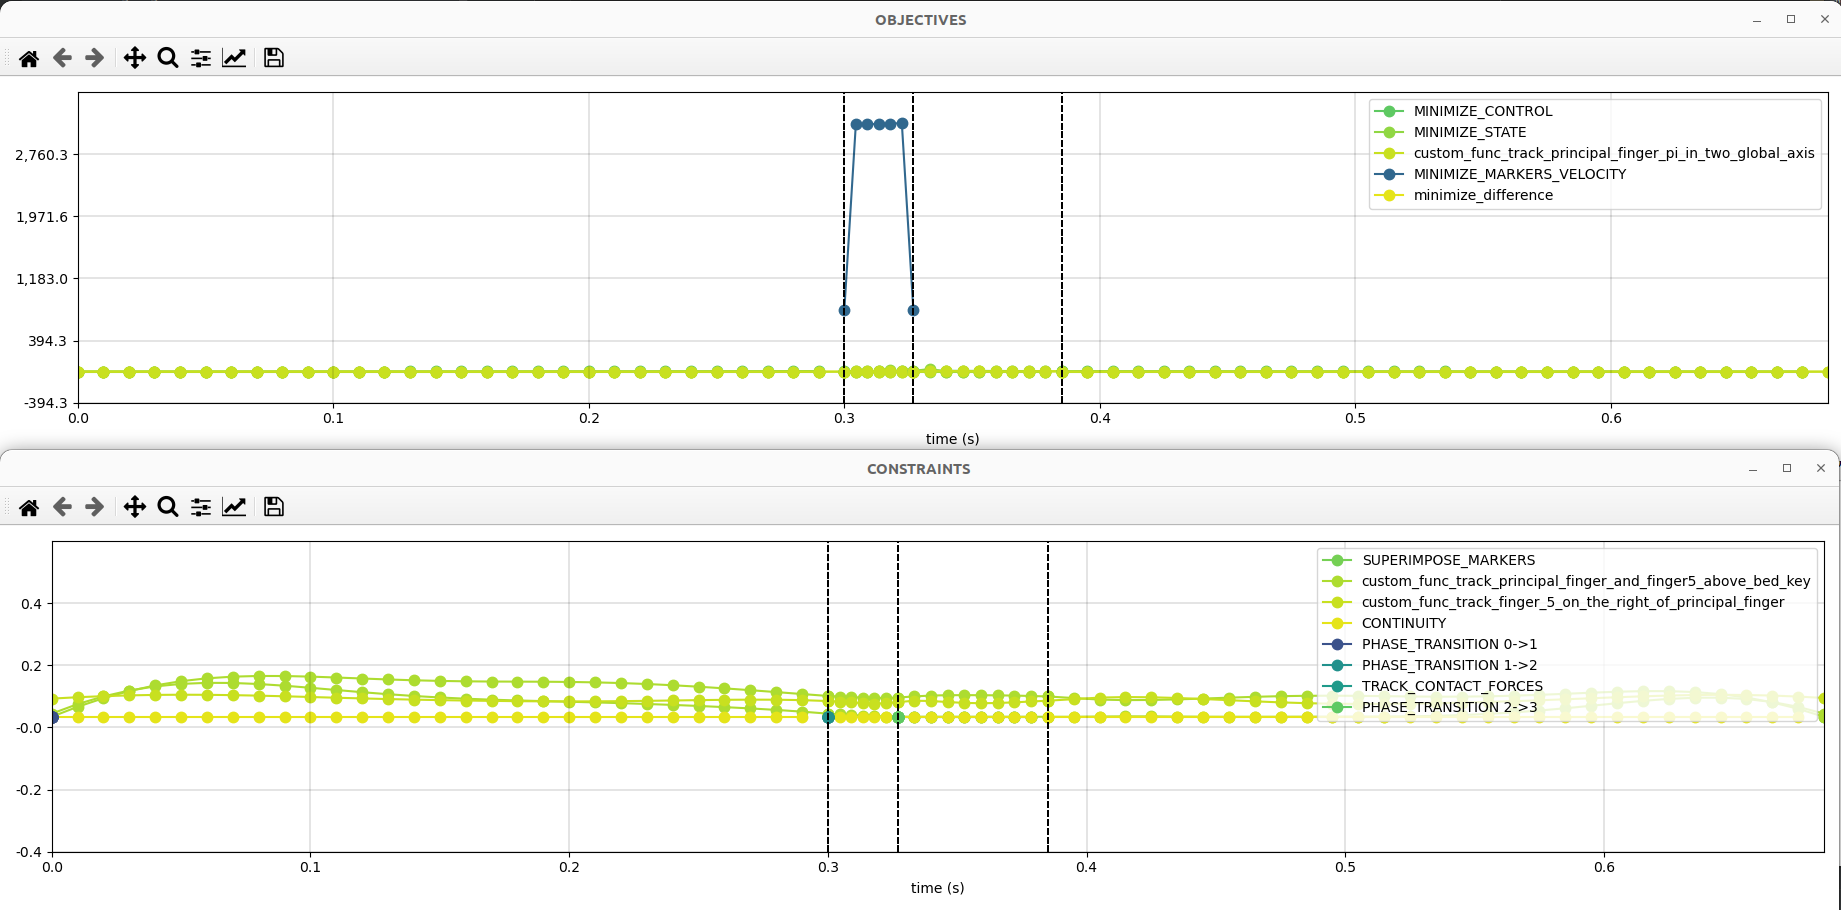 OBJECTIVES
2,760.3
1,971.6
1,183.0
394.3
-394.3
0.0 0.1 0.2 0.3 0.4 0.5 0.6
time (s)
MINIMIZE_CONTROL
MINIMIZE_STATE
custom_func_track_principal_finger_pi_in_two_global_axis
MINIMIZE_MARKERS_VELOCITY
minimize_difference
CONSTRAINTS
0.4
0.2
-0.0
-0.2
-0.4
0.0 0.1 0.2 0.3 0.4 0.5 0.6
time (s)
SUPERIMPOSE_MARKERS
custom_func_track_principal_finger_and_finger5_above_bed_key
custom_func_track_finger_5_on_the_right_of_principal_finger
CONTINUITY
PHASE_TRANSITION 0->1
PHASE_TRANSITION 1->2
TRACK_CONTACT_FORCES
PHASE_TRANSITION 2->3